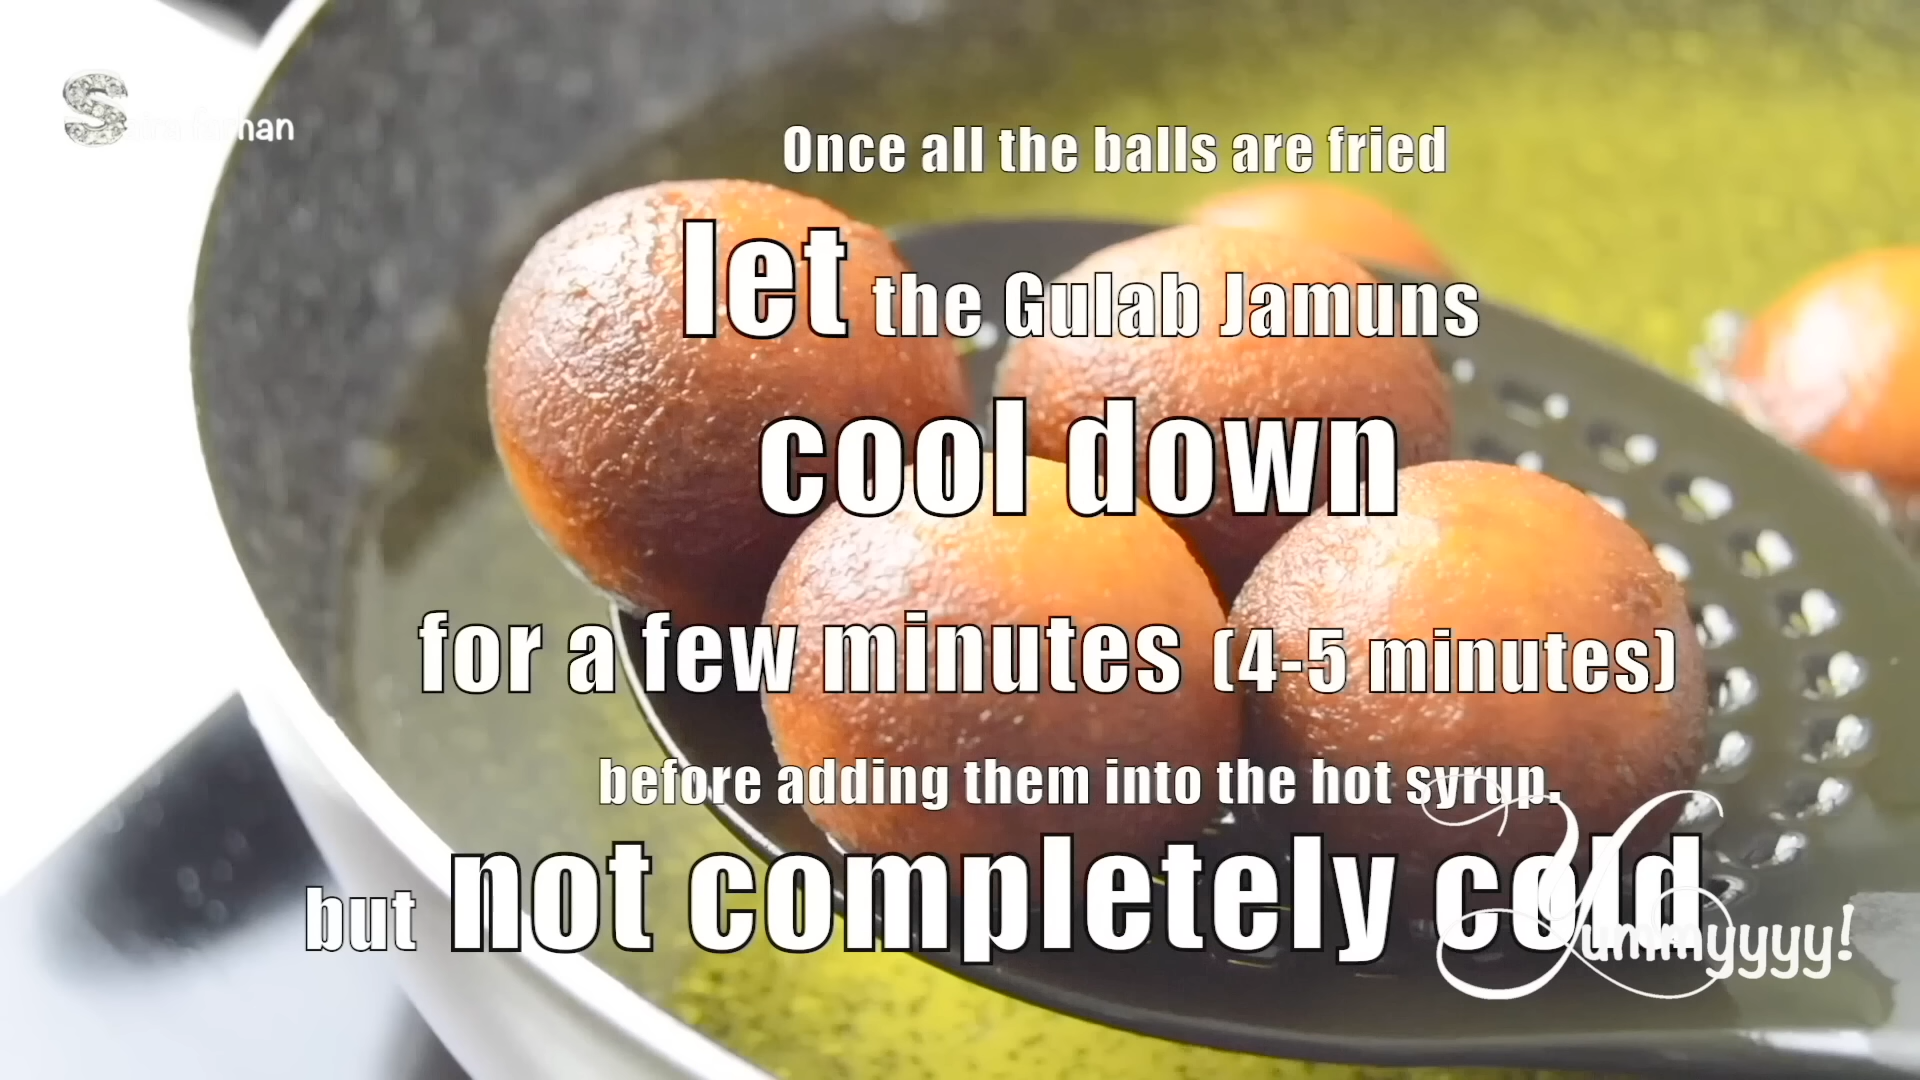 Once all the balls are fried
let the Gulab Jamuns
cool down
for a few minutes (4-5 minutes)
before adding them into the hot syrup.
but not completely cold
Yummyyyy!